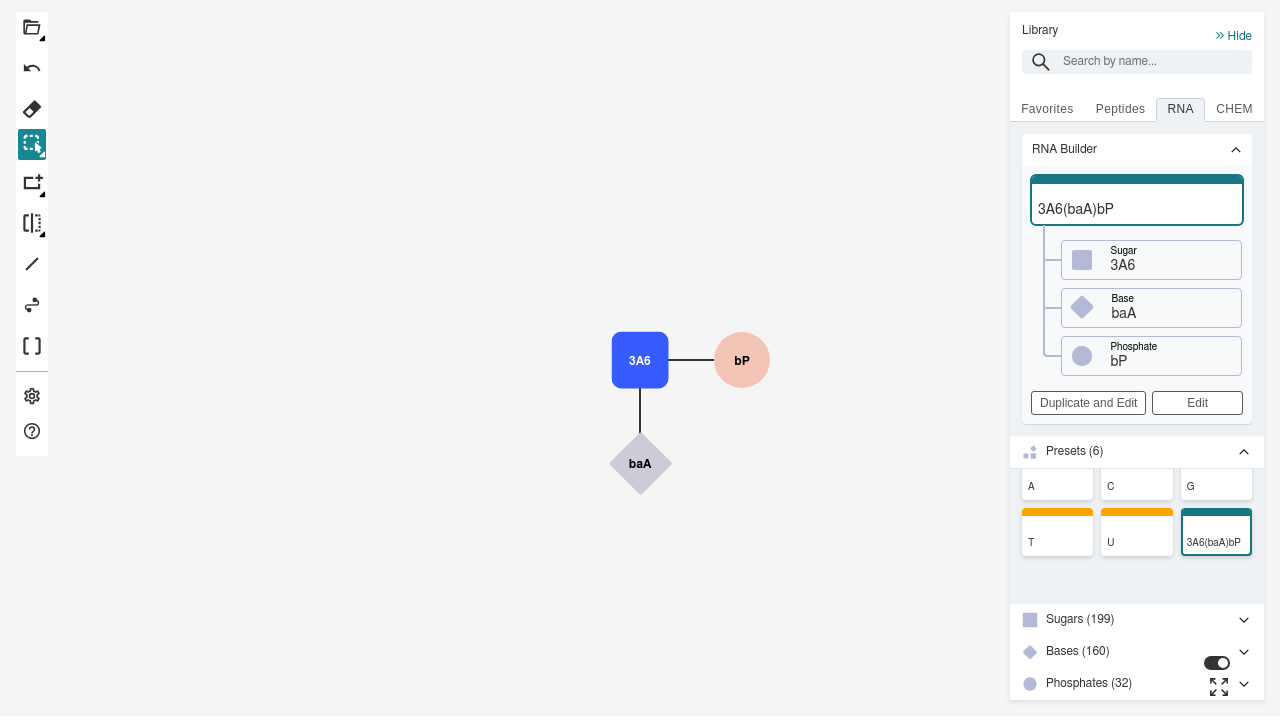 Library
Hide
Search by name...
Favorites Peptides RNA CHEM
RNA Builder
3A6(baA)bP
Sugar
3A6
Base
baA
Phosphate
bP
Duplicate and Edit Edit
Presets (6)
A C G
T U 3A6(baA)bP
Sugars (199)
Bases (160)
Phosphates (32)
3A6 bP
baA